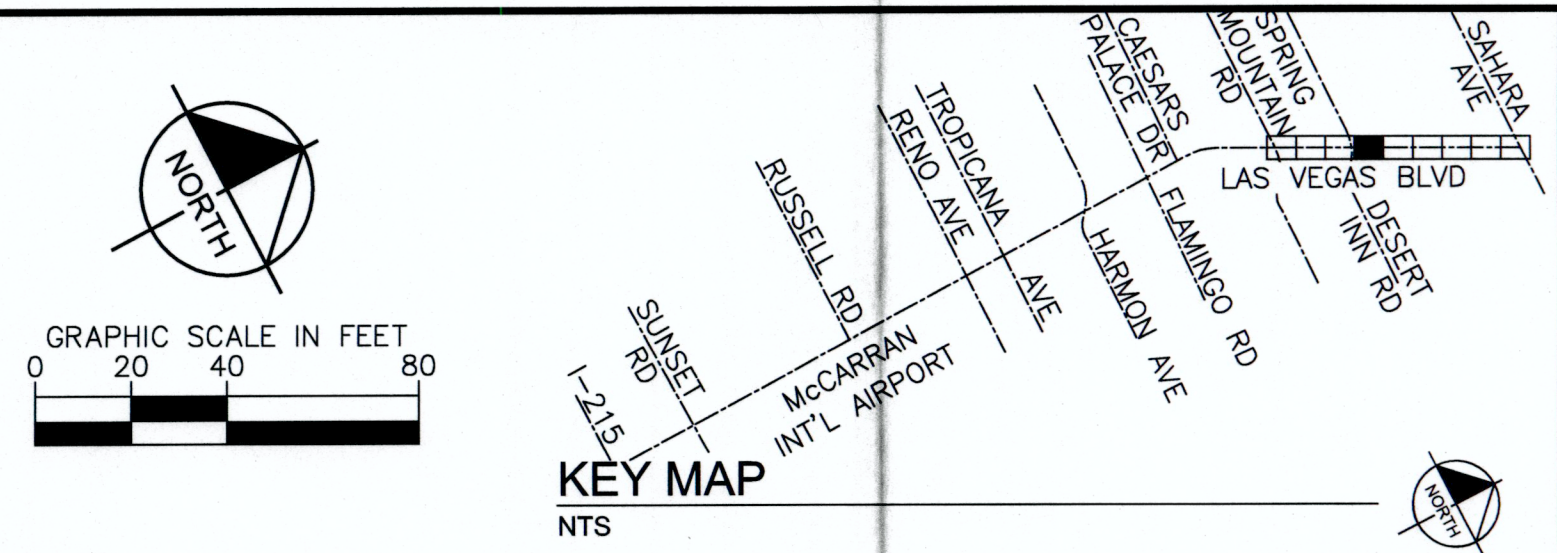 NORTH
GRAPHIC SCALE IN FEET
0 20 40 80
I-215
SUNSET
RD
RUSSELL RD
McCARRAN
INT'L AIRPORT
RENO AVE
TROPICANA
AVE
HARMON AVE
CAESARS
PALACE DR
FLAMINGO RD
SPRING
MOUNTAIN
RD
LAS VEGAS BLVD
DESERT
INN RD
SAHARA
AVE
KEY MAP
NTS
NORTH